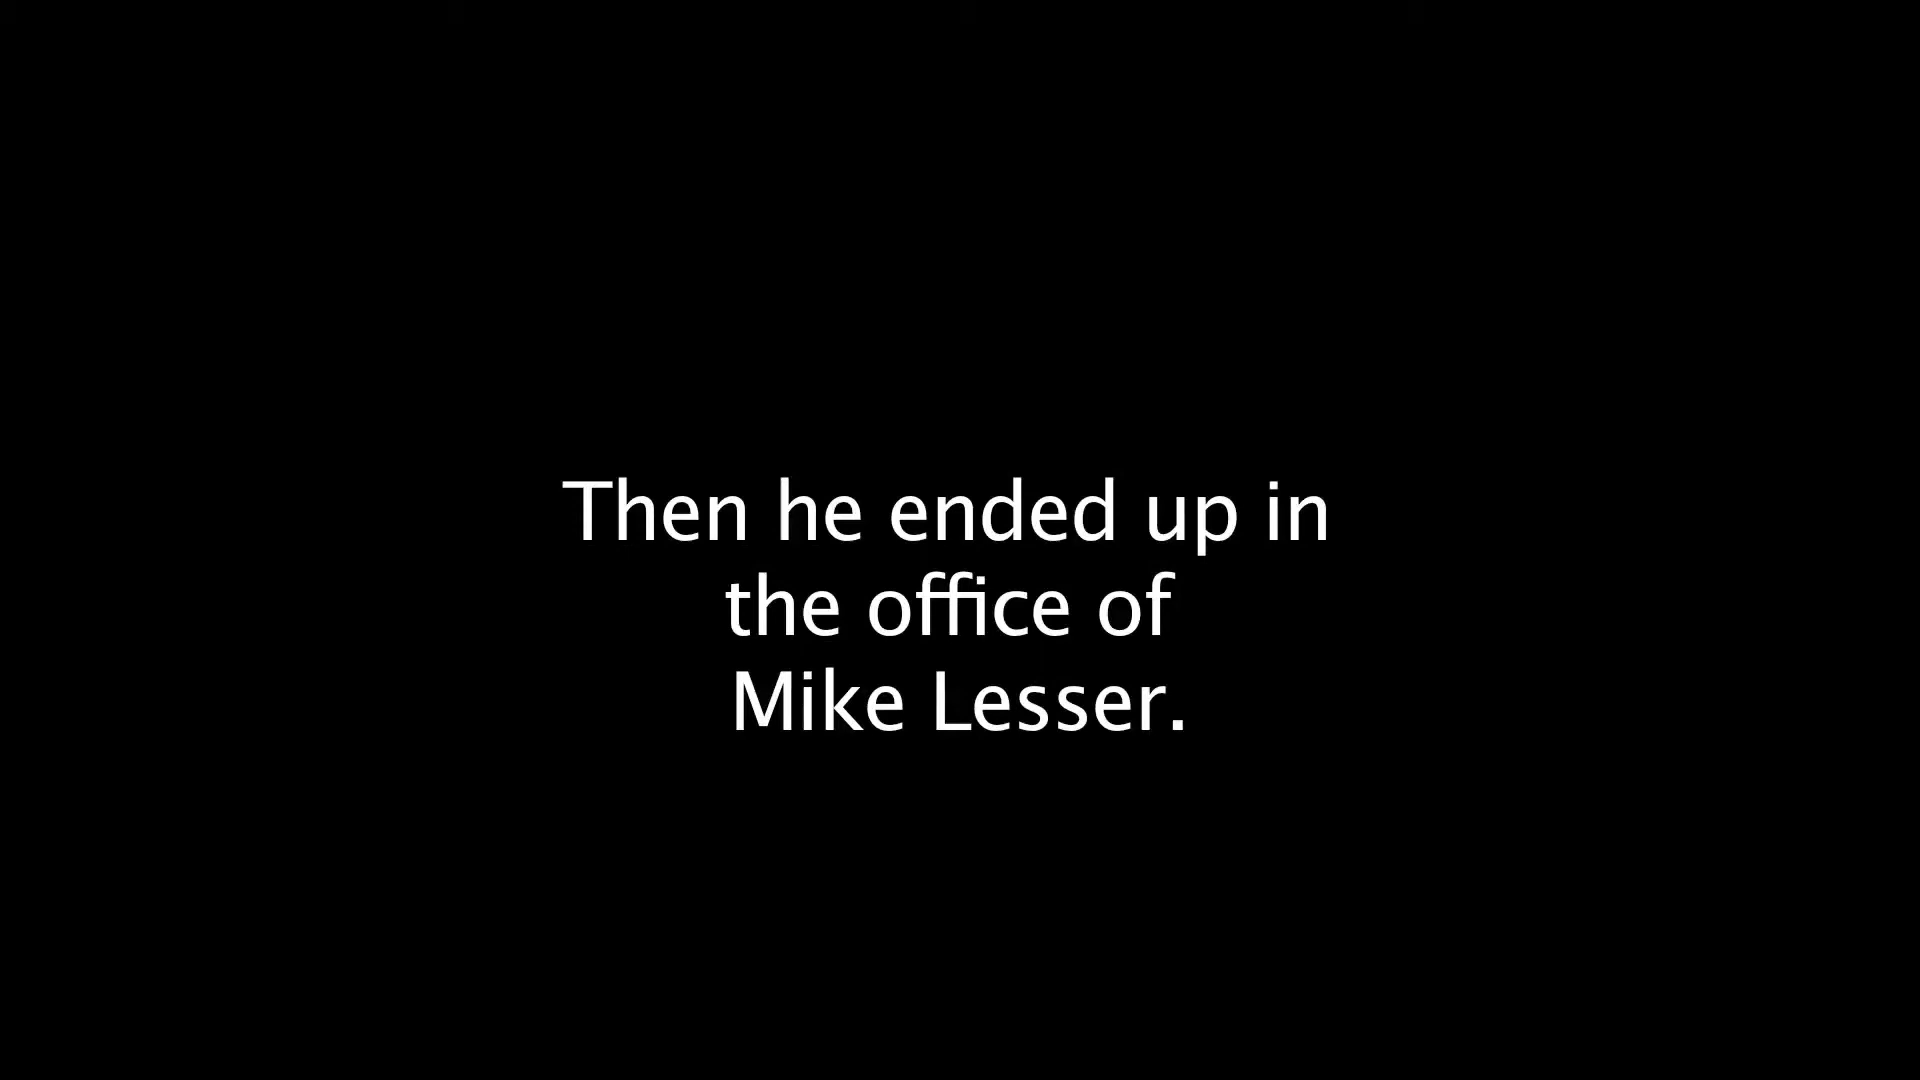 Then he ended up in
the office of
Mike Lesser.